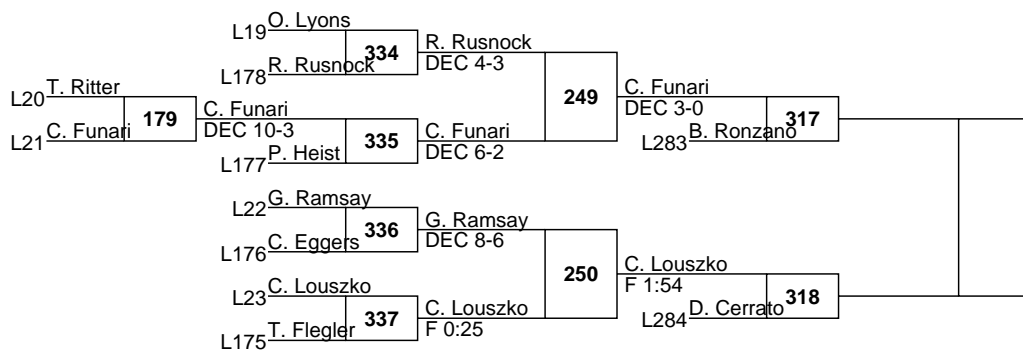 L19 O. Lyons
334
R. Rusnock
DEC 4-3
L178 R. Rusnock
249
C. Funari
DEC 3-0
L20 T. Ritter
179
C. Funari
DEC 10-3
317
L21 C. Funari
335
C. Funari
DEC 6-2
L283 B. Ronzano
L177 P. Heist
L22 G. Ramsay
336
G. Ramsay
DEC 8-6
L176 C. Eggers
250
C. Louszko
F 1:54
L23 C. Louszko
337
C. Louszko
F 0:25
318
L284 D. Cerrato
L175 T. Flegler